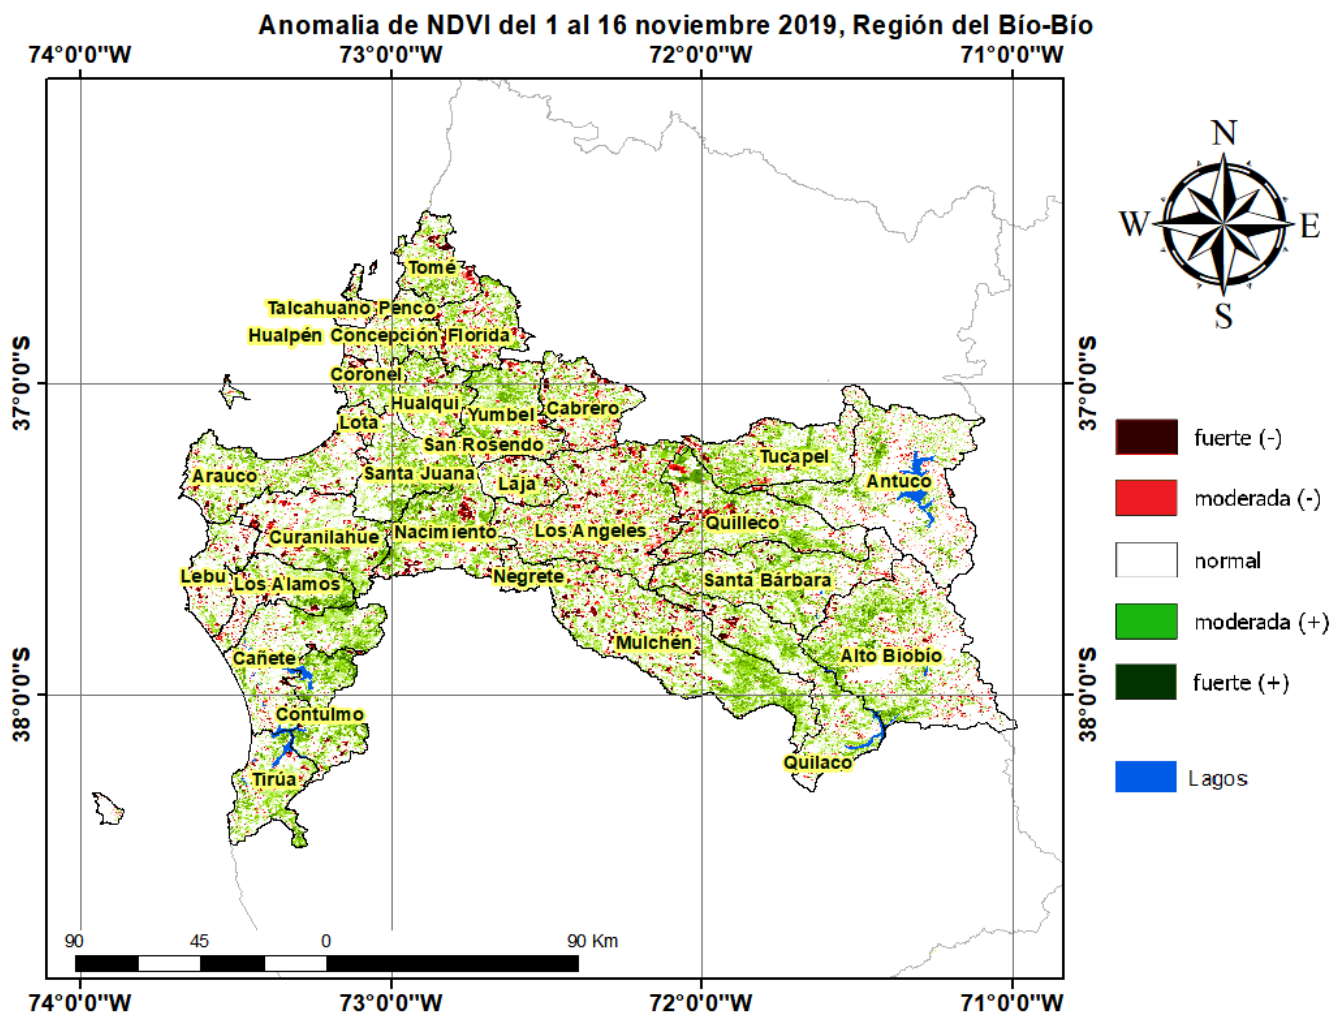 Anomalia de NDVI del 1 al 16 noviembre 2019, Región del Bío-Bío
74°0'0"W 73°0'0"W 72°0'0"W 71°0'0"W
N
W E
S
Tomé
Talcahuano Penco
Hualpén Concepción Florida
37°0'0"S 37°0'0"S
Coronel
Hualqui Yumbel Cabrero
Lota
San Rosendo
Tucapel
Arauco Santa Juana Laja Antuco
Nacimiento Los Angeles Quilleco
Curanilahue
Lebu Los Alamos Negrete Santa Bárbara
Mulchén
Cañete Alto Biobío
38°0'0"S 38°0'0"S
Contulmo
Quilaco
Tirúa
fuerte (-)
moderada (-)
normal
moderada (+)
fuerte (+)
Lagos
90 45 0 90 Km
74°0'0"W 73°0'0"W 72°0'0"W 71°0'0"W